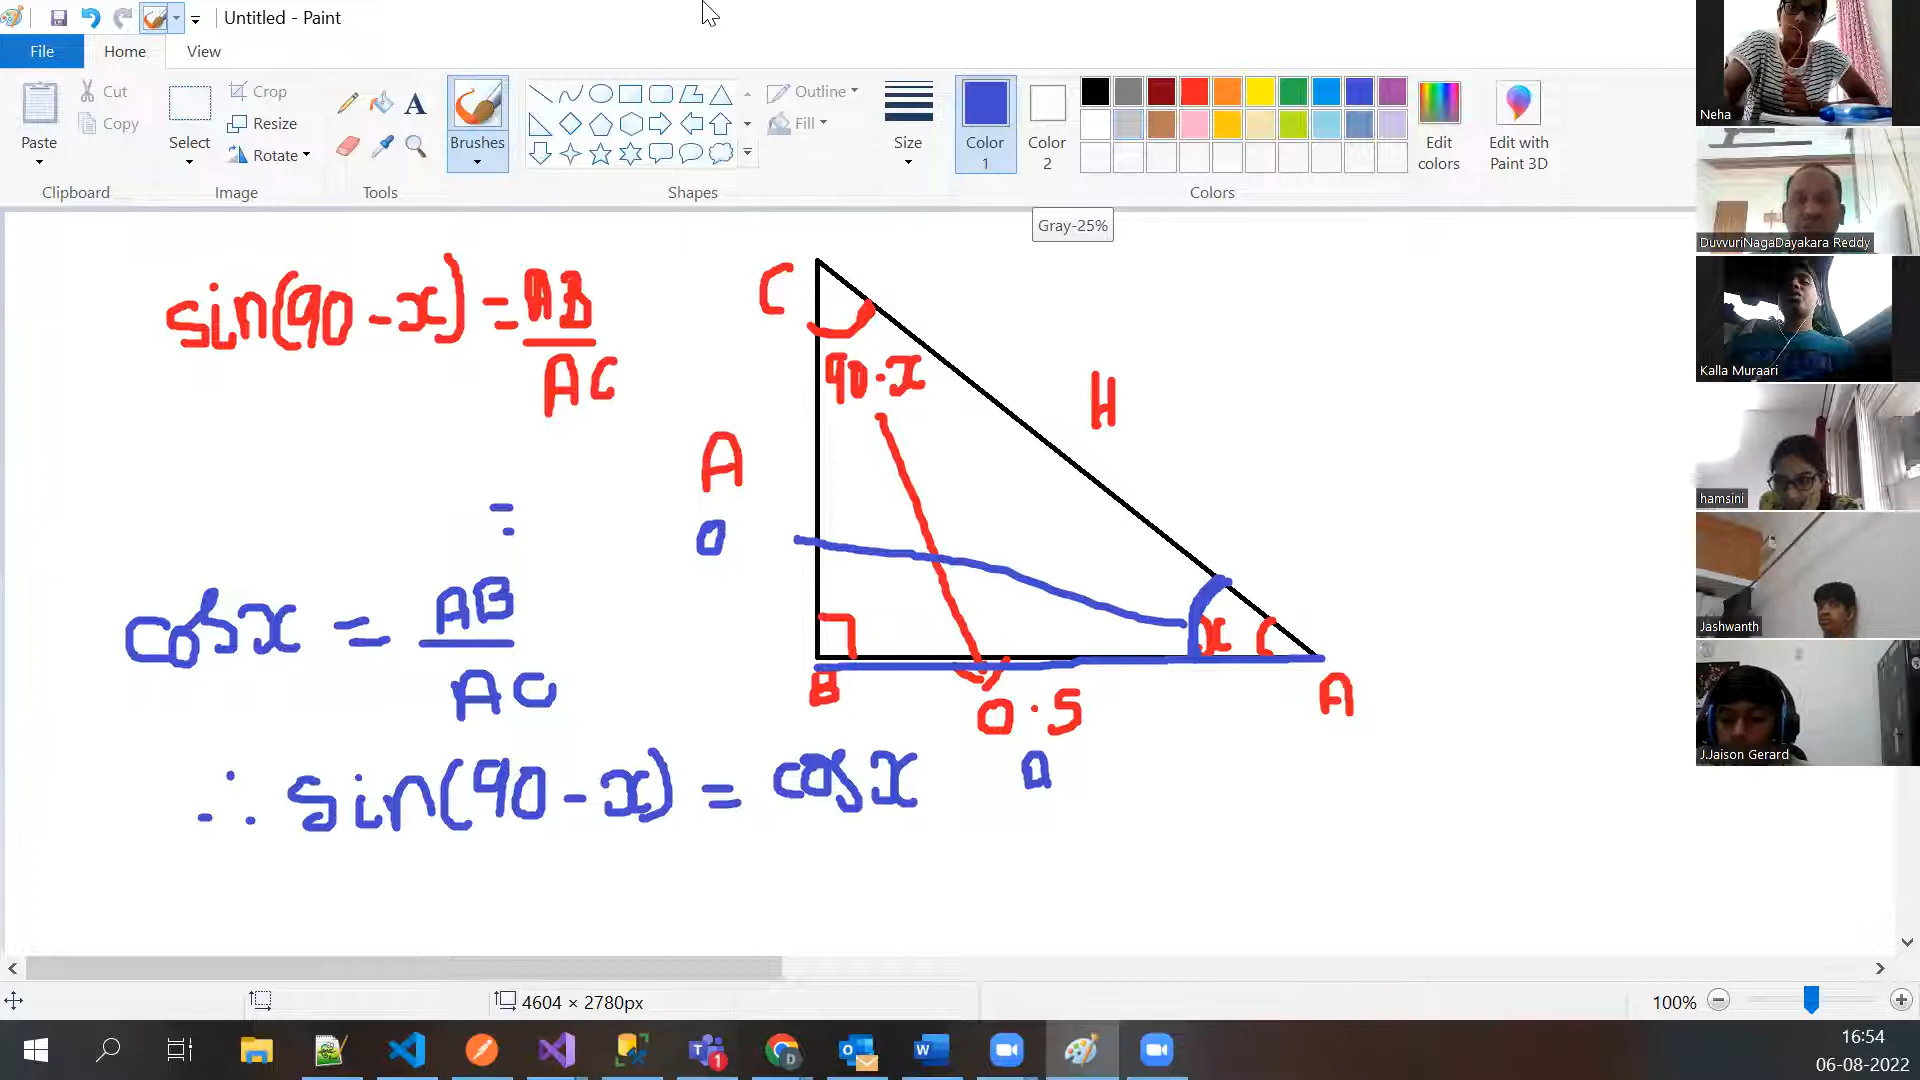 Untitled - Paint
File
Home
View
Paste
Cut
Copy
Clipboard
Select
Crop
Resize
Rotate
Image
Tools
Brushes
Shapes
Outline
Fill
Size
Color 1
Color 2
Colors
Edit colors
Edit with Paint 3D
Gray-25%
sin(90-x) = AB
AC
C
90-x
H
A
O
=
cosx = AB
AC
x
B
O.S
A
∴ sin(90-x) = cosx
a
Neha
DuvvuriNagaDayakara Reddy
Kalla Muraari
hamsini
Jashwanth
J.Jaison Gerard
4604 × 2780px
100%
1
16:54
06-08-2022